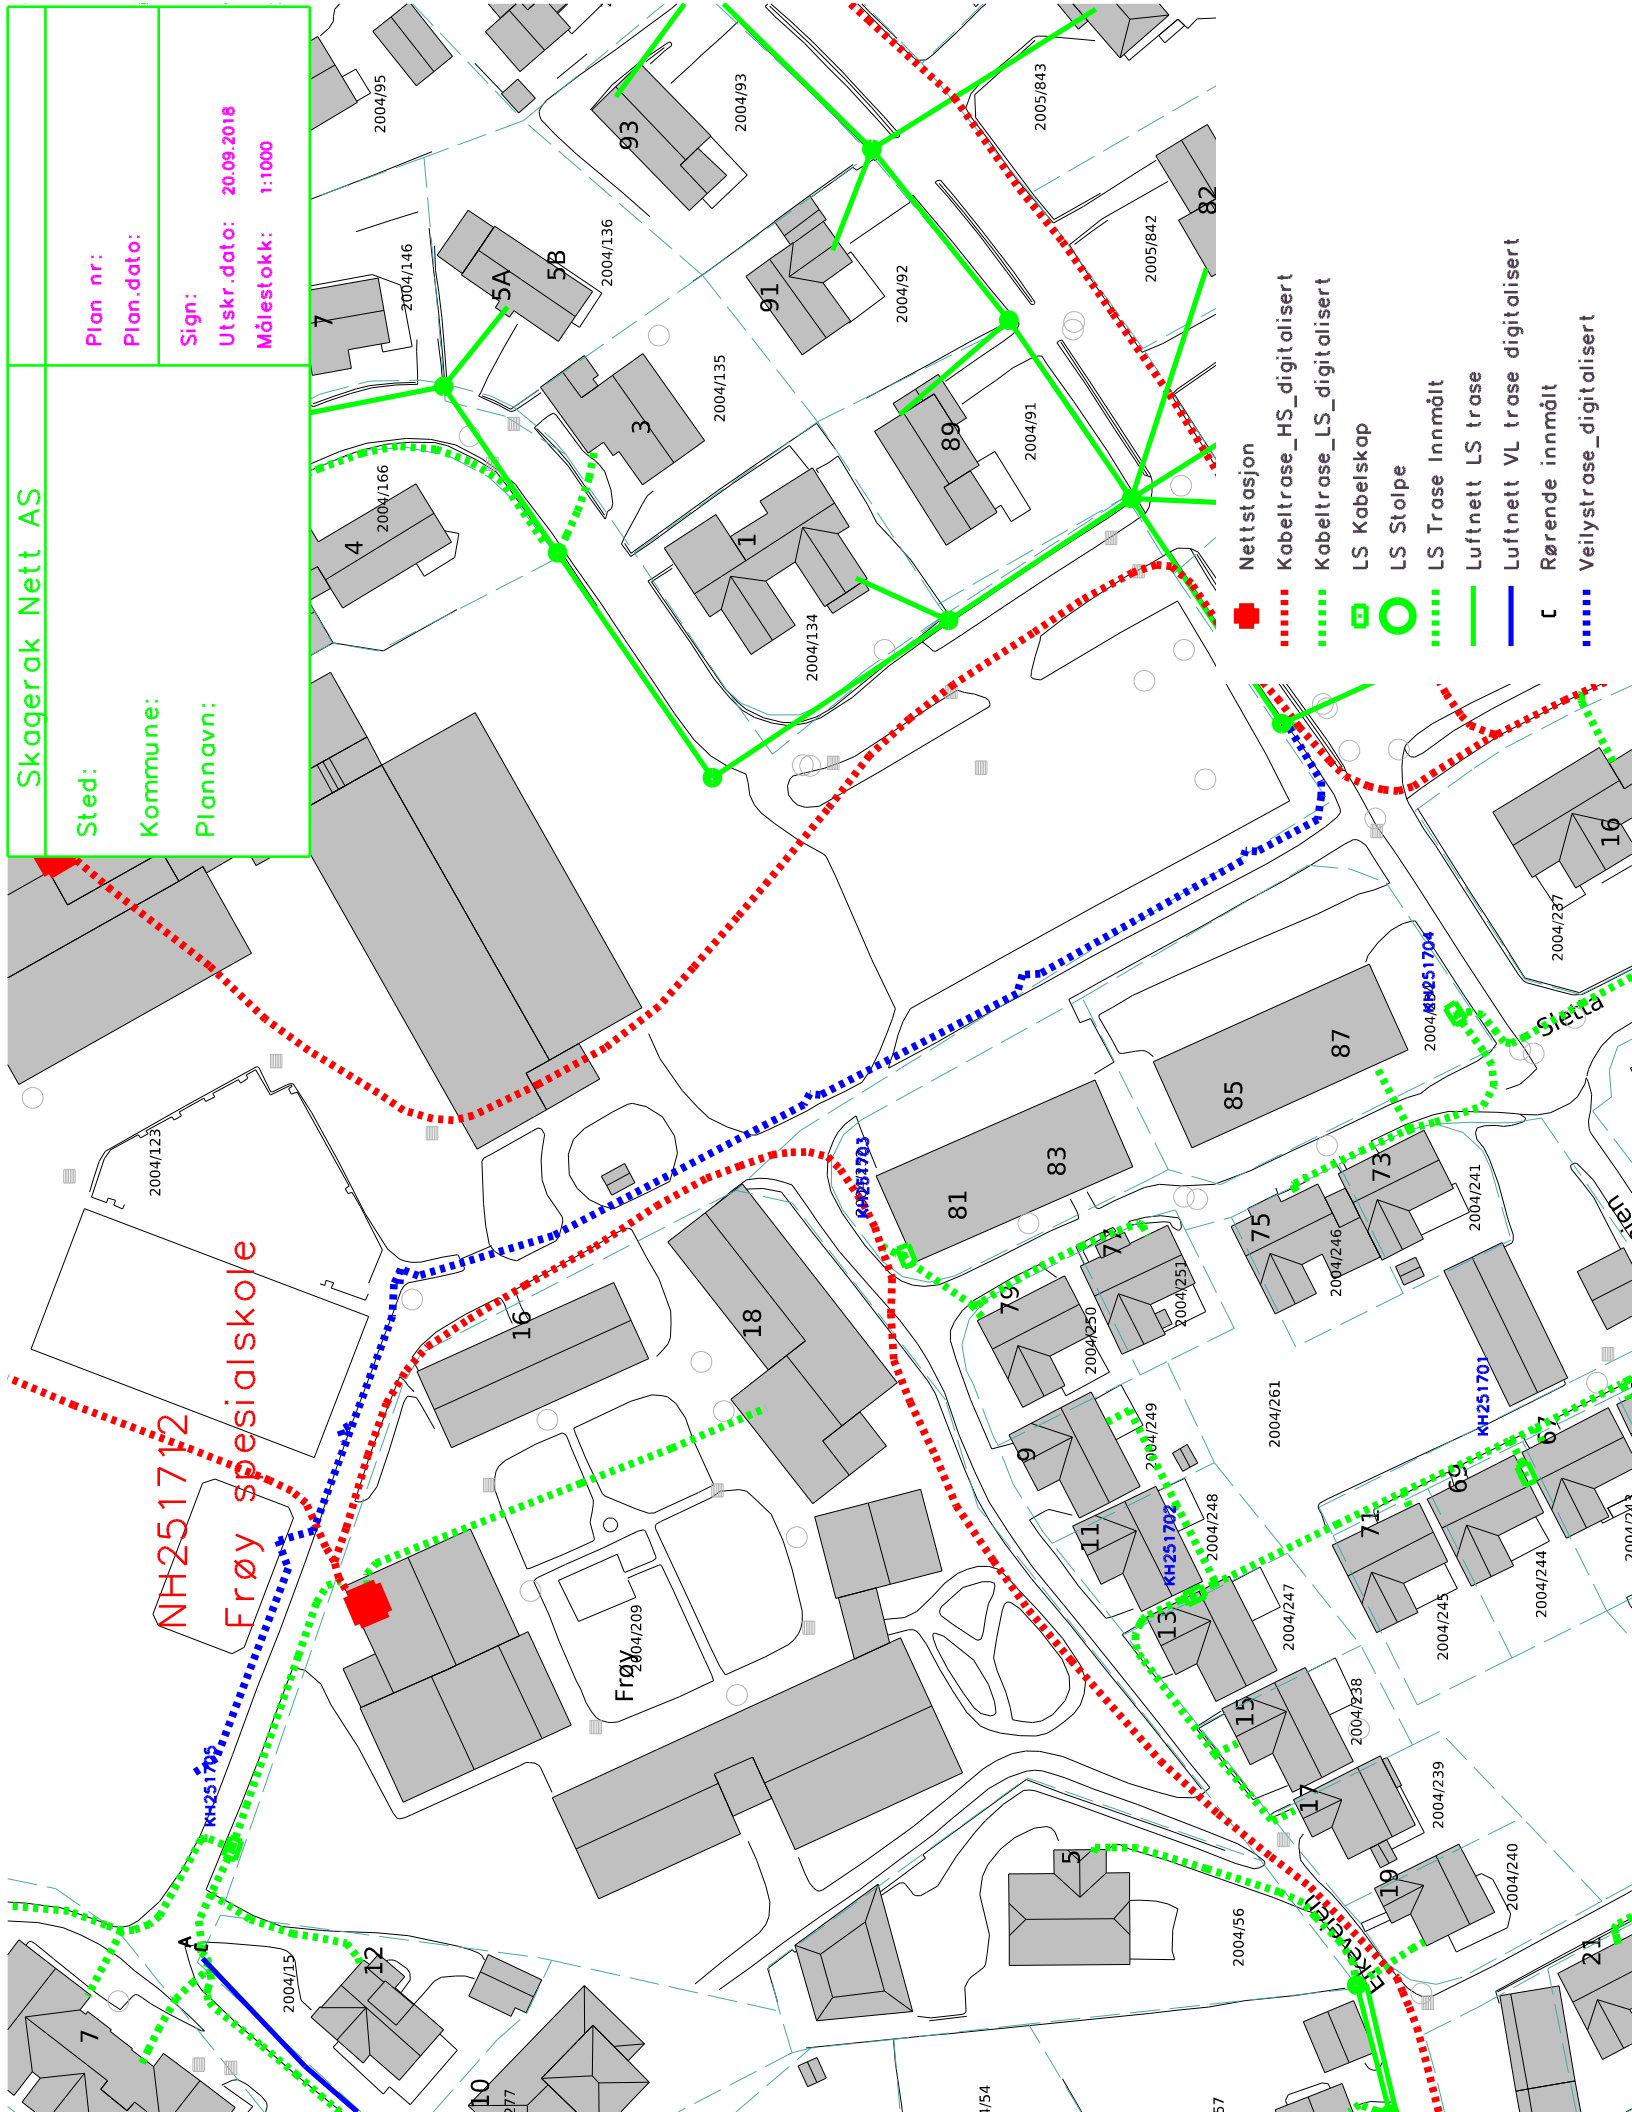 Skagerak Nett AS
Sted:
Kommune:
Plannavn:
Plan nr:
Plan.dato:
Sign:
Utskr.dato: 20.09.2018
Målestokk: 1:1000
Nettstasjon
Kabeltrase_HS_digitalisert
Kabeltrase_LS_digitalisert
LS Kabelskap
LS Stolpe
LS Trase Innmålt
Luftnett LS trase
Luftnett VL trase digitalisert
Rørende innmålt
Veilystrase_digitalisert
NH251712
Frøy spesialskole
2004/95
2004/93
2005/843
93
2004/146
7
5A
5B
2004/136
91
2004/92
2005/842
82
2004/166
4
3
2004/135
89
2004/91
1
2004/134
2004/123
16
2004/237
KH251704
Sletta
87
85
KH251703
83
81
73
2004/241
75
2004/246
77
2004/251
79
2004/250
16
18
9
2004/249
2004/261
KH251701
67
69
71
11
KH251702
2004/248
2004/244
2004/245
13
2004/247
15
2004/238
17
2004/239
19
2004/240
21
Frøy
2004/209
KH251705
5
2004/56
Eikeveien
A
2004/15
12
7
10